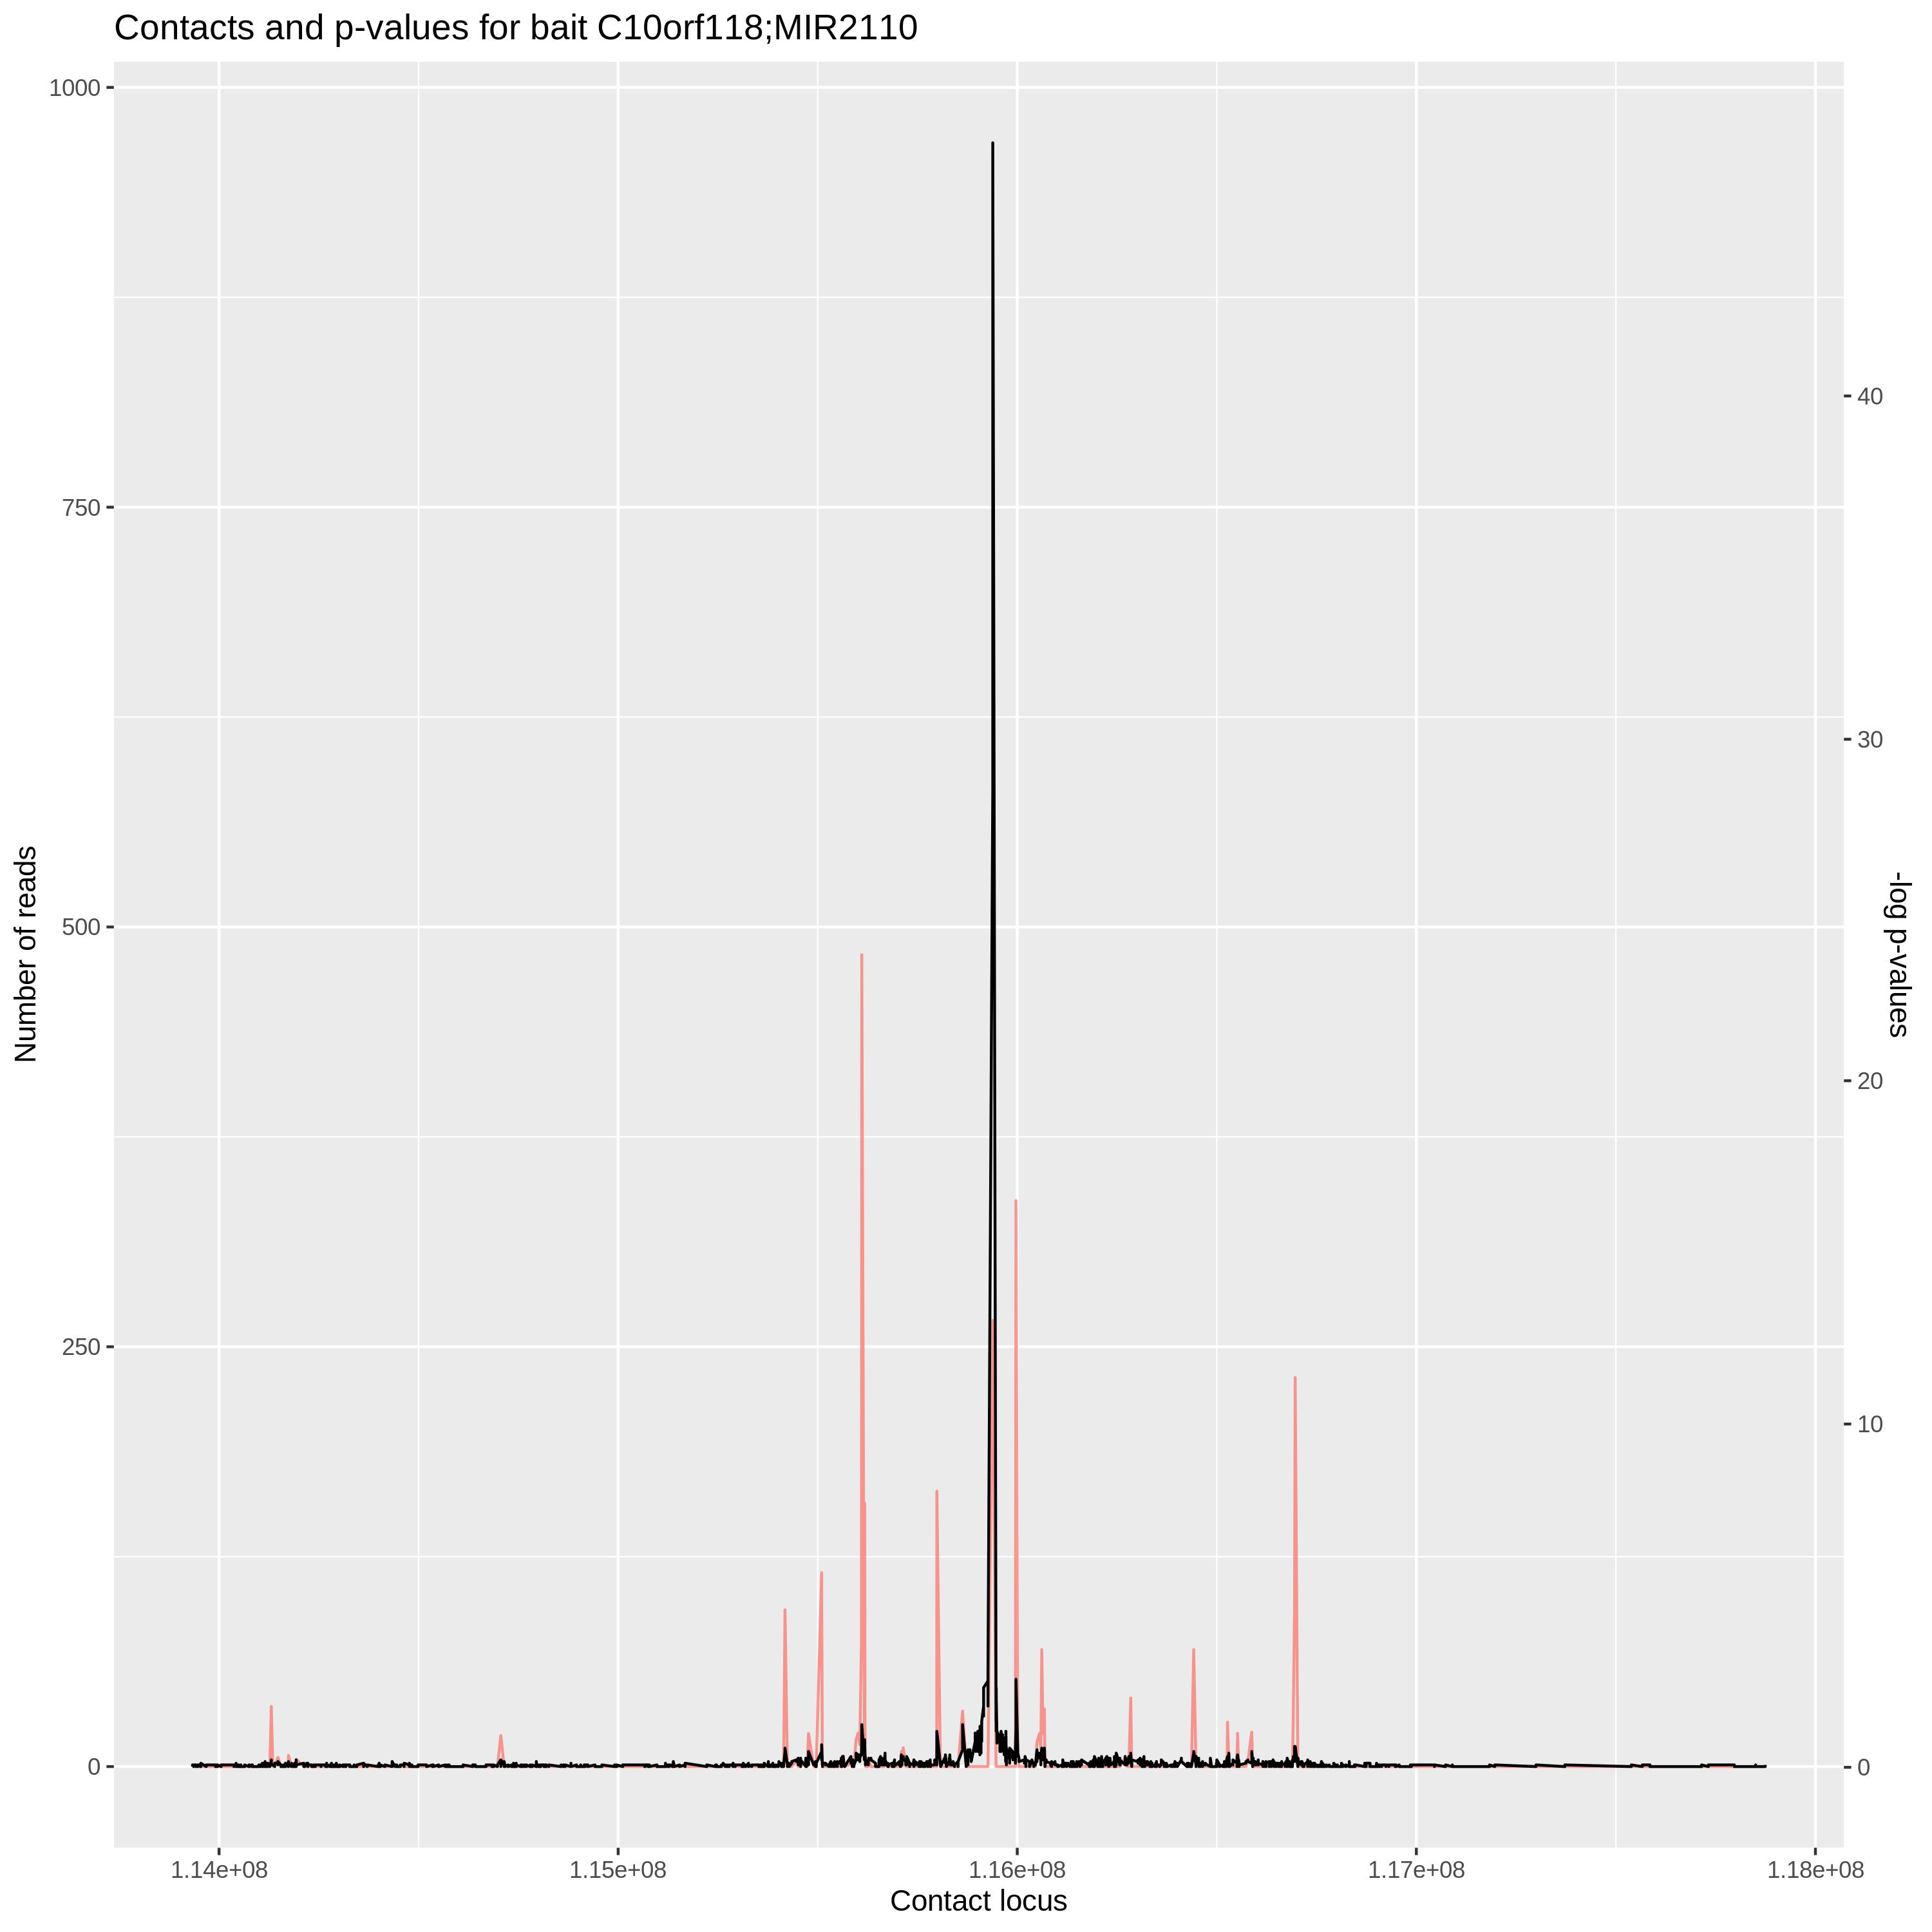 Contacts and p-values for bait C10orf118;MIR2110
1000
750
500
250
0
Number of reads
40
30
20
10
0
-log p-values
1.14e+08
1.15e+08
1.16e+08
1.17e+08
1.18e+08
Contact locus